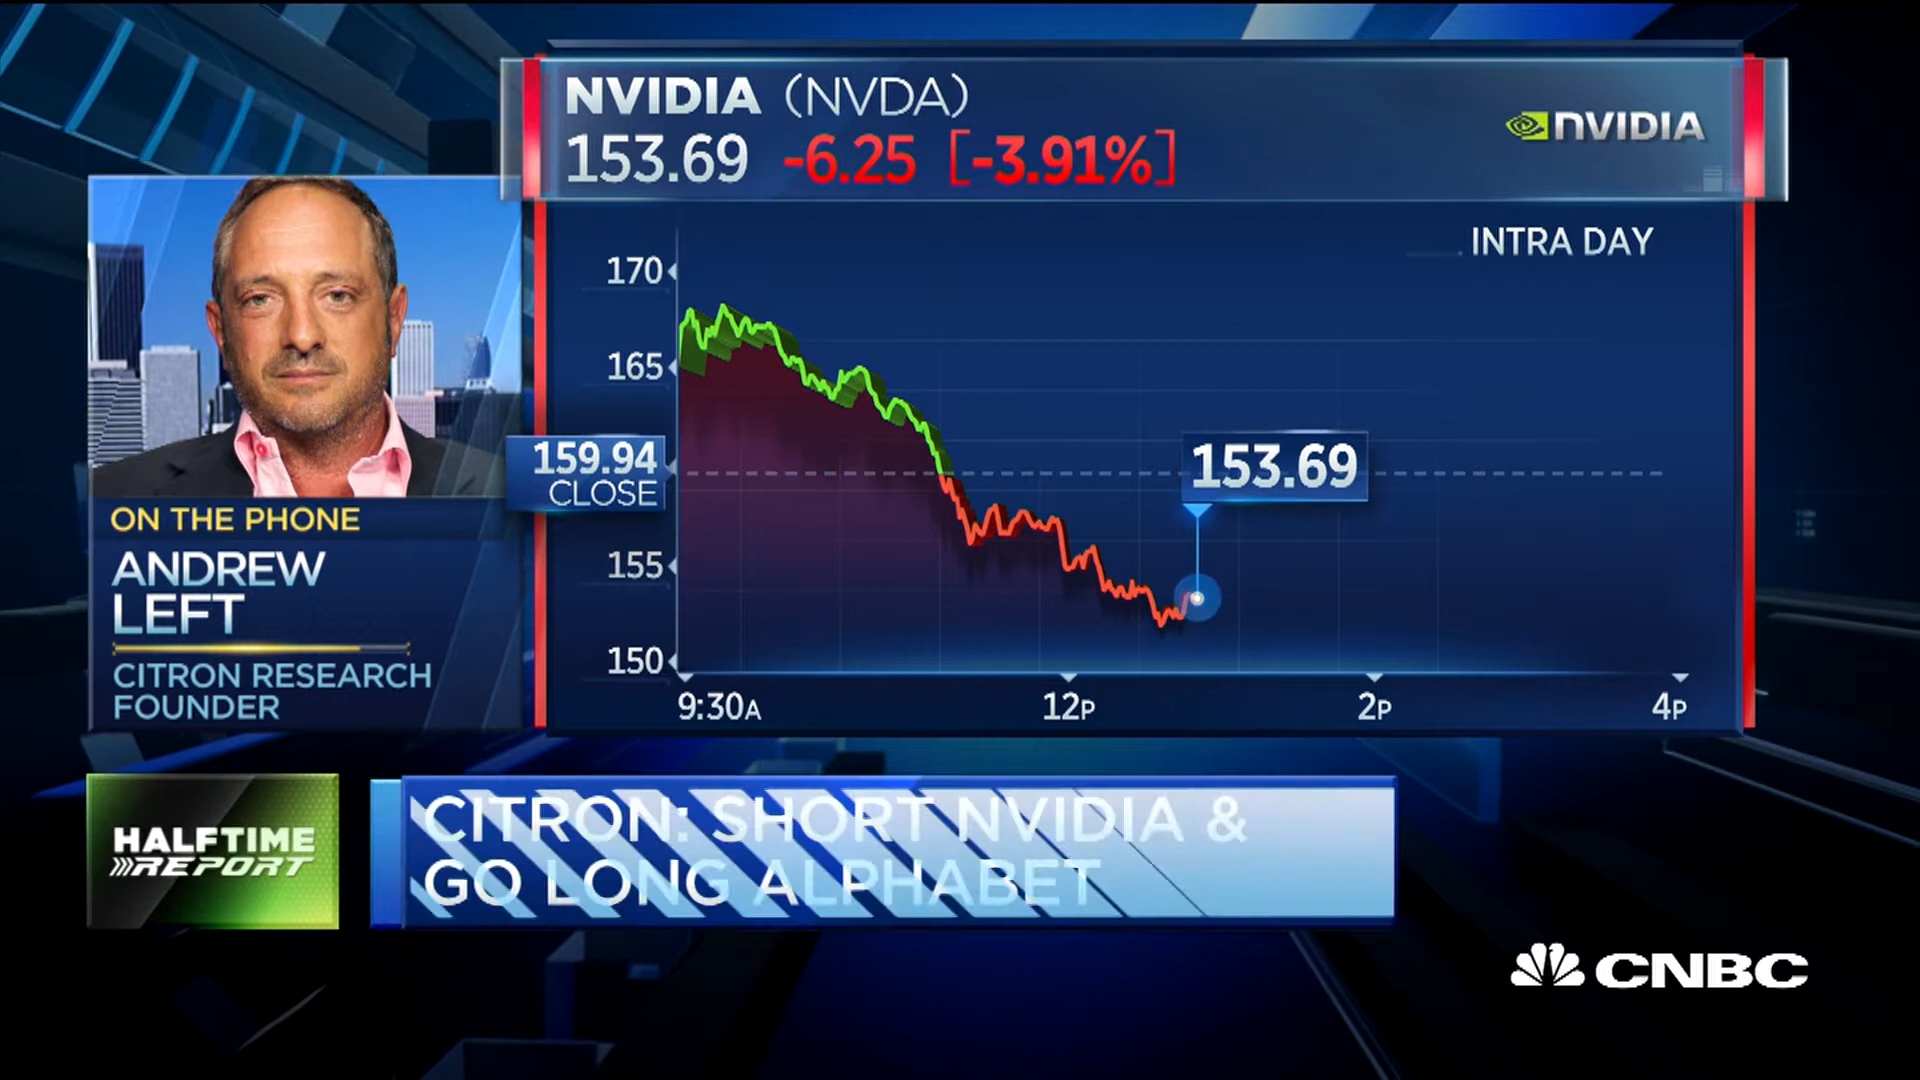 NVIDIA (NVDA)
153.69 -6.25 [-3.91%]
NVIDIA
INTRA DAY
170
165
159.94
CLOSE
155
150
153.69
9:30A
12P
2P
4P
ON THE PHONE
ANDREW
LEFT
CITRON RESEARCH
FOUNDER
HALFTIME
REPORT
CITRON: SHORT NVIDIA &
GO LONG ALPHABET
CNBC